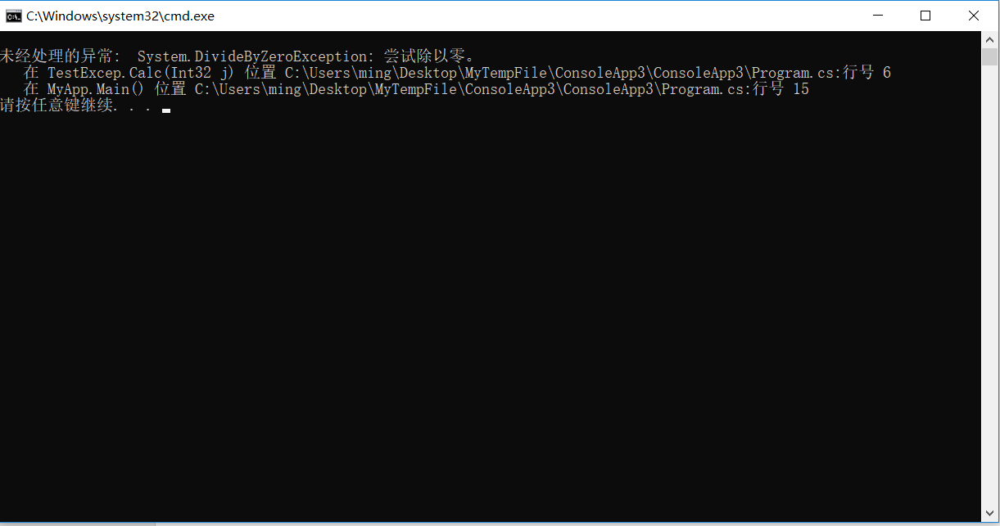 C:\Windows\system32\cmd.exe
未经处理的异常:  System.DivideByZeroException: 尝试除以零。
   在 TestExcep.Calc(Int32 j) 位置 C:\Users\ming\Desktop\MyTempFile\ConsoleApp3\ConsoleApp3\Program.cs:行号 6
   在 MyApp.Main() 位置 C:\Users\ming\Desktop\MyTempFile\ConsoleApp3\ConsoleApp3\Program.cs:行号 15
请按任意键继续. . .